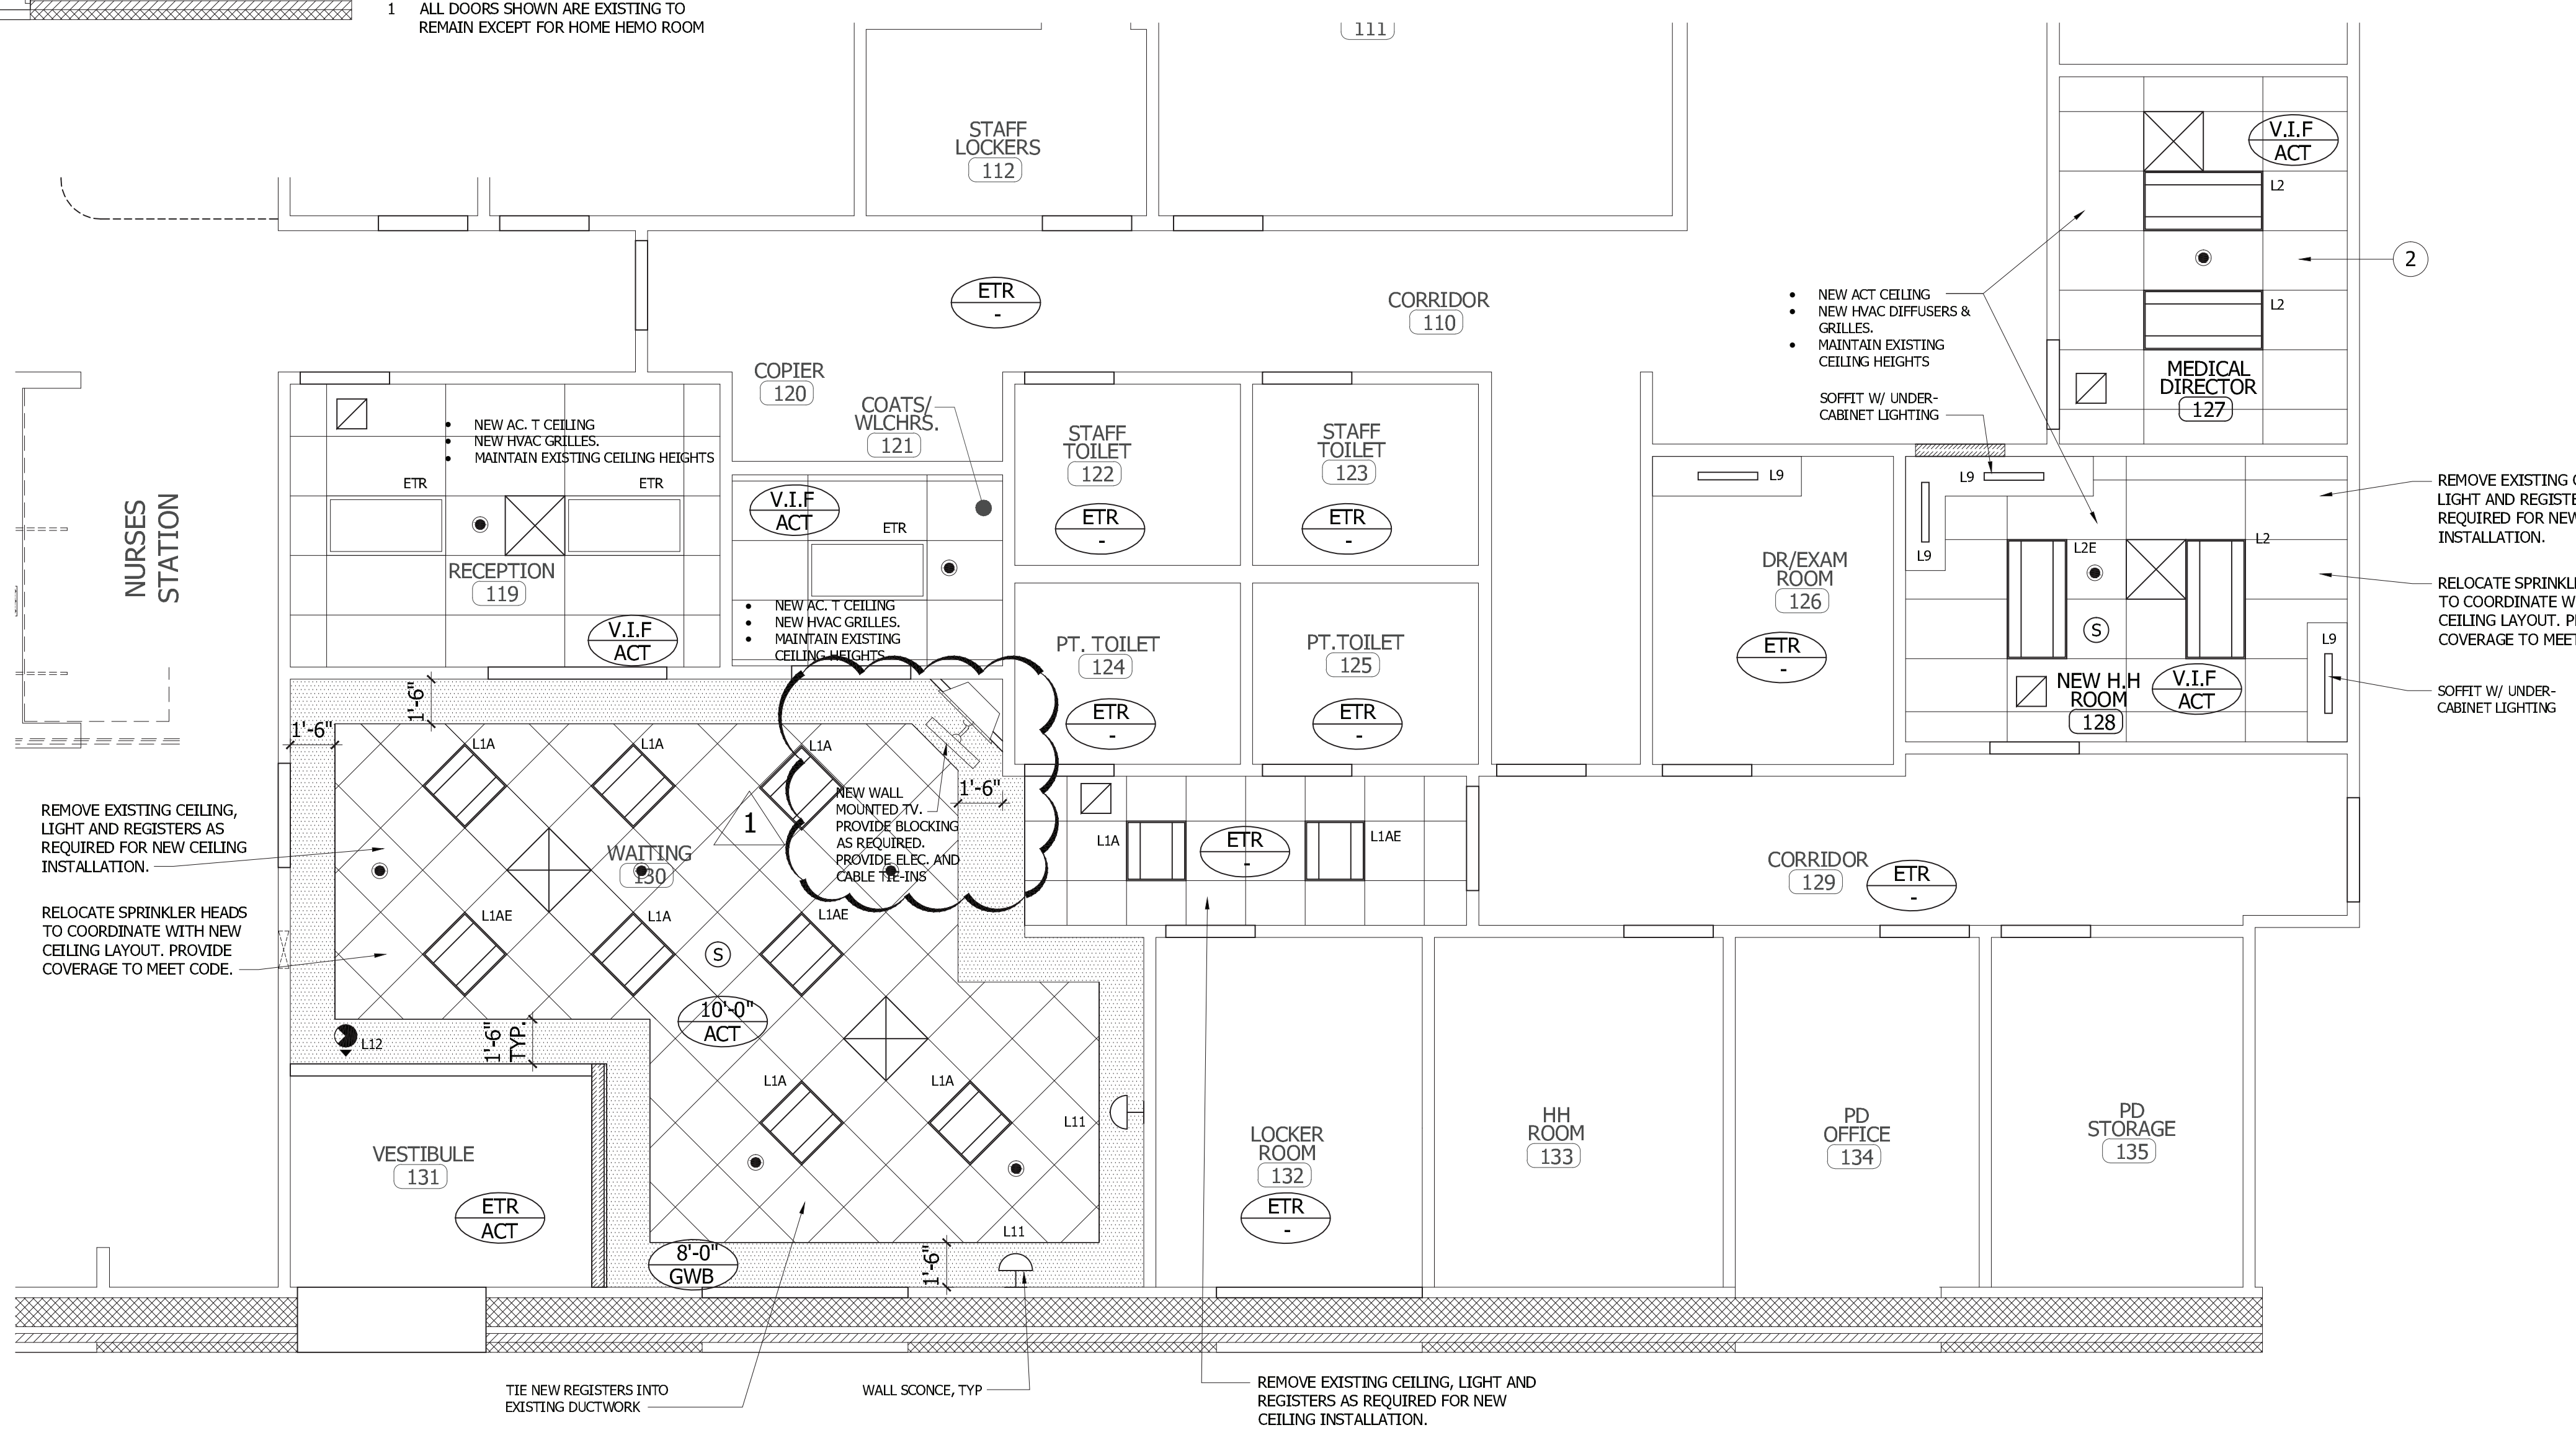 1 ALL DOORS SHOWN ARE EXISTING TO
REMAIN EXCEPT FOR HOME HEMO ROOM
111
STAFF
LOCKERS
112
V.I.F
ACT
L2
2
L2
MEDICAL
DIRECTOR
127
ETR
-
CORRIDOR
110
• NEW ACT CEILING
• NEW HVAC DIFFUSERS &
GRILLES.
• MAINTAIN EXISTING
CEILING HEIGHTS
SOFFIT W/ UNDER-
CABINET LIGHTING
COPIER
120
COATS/
WLCHRS.
121
• NEW AC. T CEILING
• NEW HVAC GRILLES.
• MAINTAIN EXISTING CEILING HEIGHTS
ETR
ETR
RECEPTION
119
V.I.F
ACT
NURSES
STATION
V.I.F
ACT
ETR
• NEW AC. T CEILING
• NEW HVAC GRILLES.
• MAINTAIN EXISTING
CEILING HEIGHTS
STAFF
TOILET
122
ETR
-
STAFF
TOILET
123
ETR
-
PT. TOILET
124
ETR
-
PT.TOILET
125
ETR
-
L9
DR/EXAM
ROOM
126
ETR
-
L9
L9
L2E
L2
S
L9
NEW H.H
ROOM
128
V.I.F
ACT
REMOVE EXISTING
LIGHT AND
REQUIRED FOR NEW
INSTALLATION.
RELOCATE
TO COORDINATE
CEILING LAYOUT.
COVERAGE TO MEET
SOFFIT W/ UNDER-
CABINET LIGHTING
1'-6"
1'-6"
L1A
L1A
L1A
1
NEW WALL
MOUNTED TV.
PROVIDE BLOCKING
AS REQUIRED.
PROVIDE ELEC. AND
CABLE TIE-INS
1'-6"
REMOVE EXISTING CEILING,
LIGHT AND REGISTERS AS
REQUIRED FOR NEW CEILING
INSTALLATION.
WAITING
130
RELOCATE SPRINKLER HEADS
TO COORDINATE WITH NEW
CEILING LAYOUT. PROVIDE
COVERAGE TO MEET CODE.
L1AE
L1A
L1AE
S
10'-0"
ACT
L12
1'-6"
TYP.
L1A
L1A
L11
L11
L1A
ETR
-
L1AE
CORRIDOR
129
ETR
-
VESTIBULE
131
ETR
ACT
8'-0"
GWB
1'-6"
LOCKER
ROOM
132
ETR
-
HH
ROOM
133
PD
OFFICE
134
PD
STORAGE
135
TIE NEW REGISTERS INTO
EXISTING DUCTWORK
WALL SCONCE, TYP
REMOVE EXISTING CEILING, LIGHT AND
REGISTERS AS REQUIRED FOR NEW
CEILING INSTALLATION.